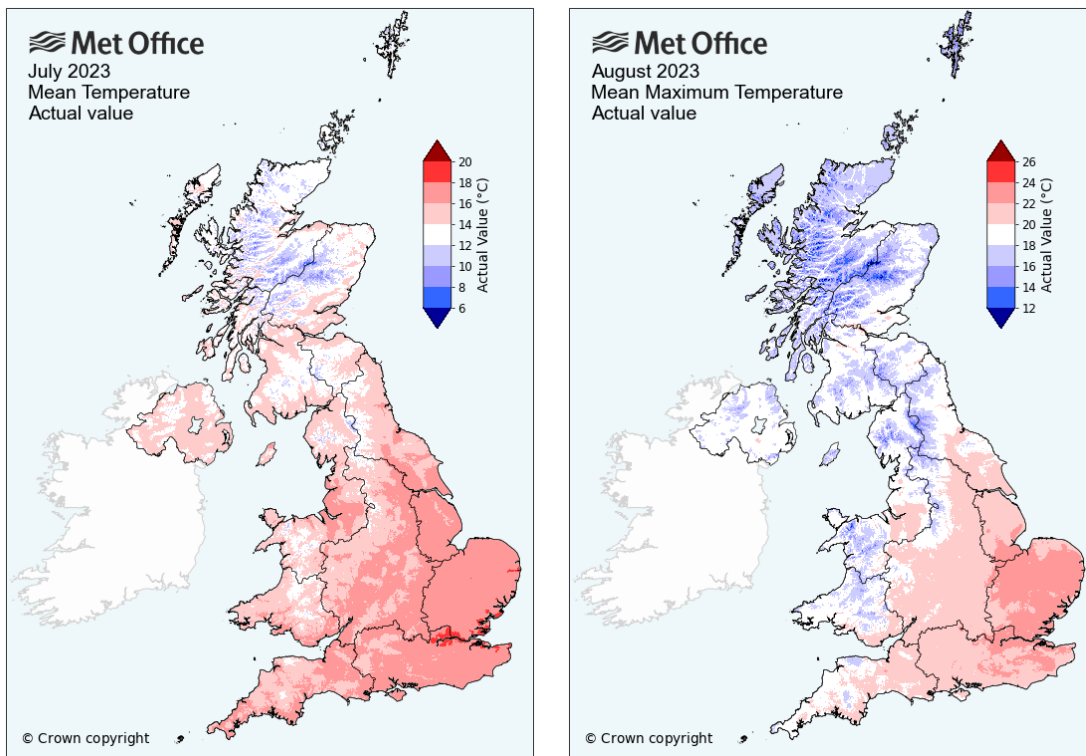 Met Office
July 2023
Mean Temperature
Actual value
20
18
16
14
12
10
8
6
Actual Value (°C)
© Crown copyright
Met Office
August 2023
Mean Maximum Temperature
Actual value
26
24
22
20
18
16
14
12
Actual Value (°C)
© Crown copyright